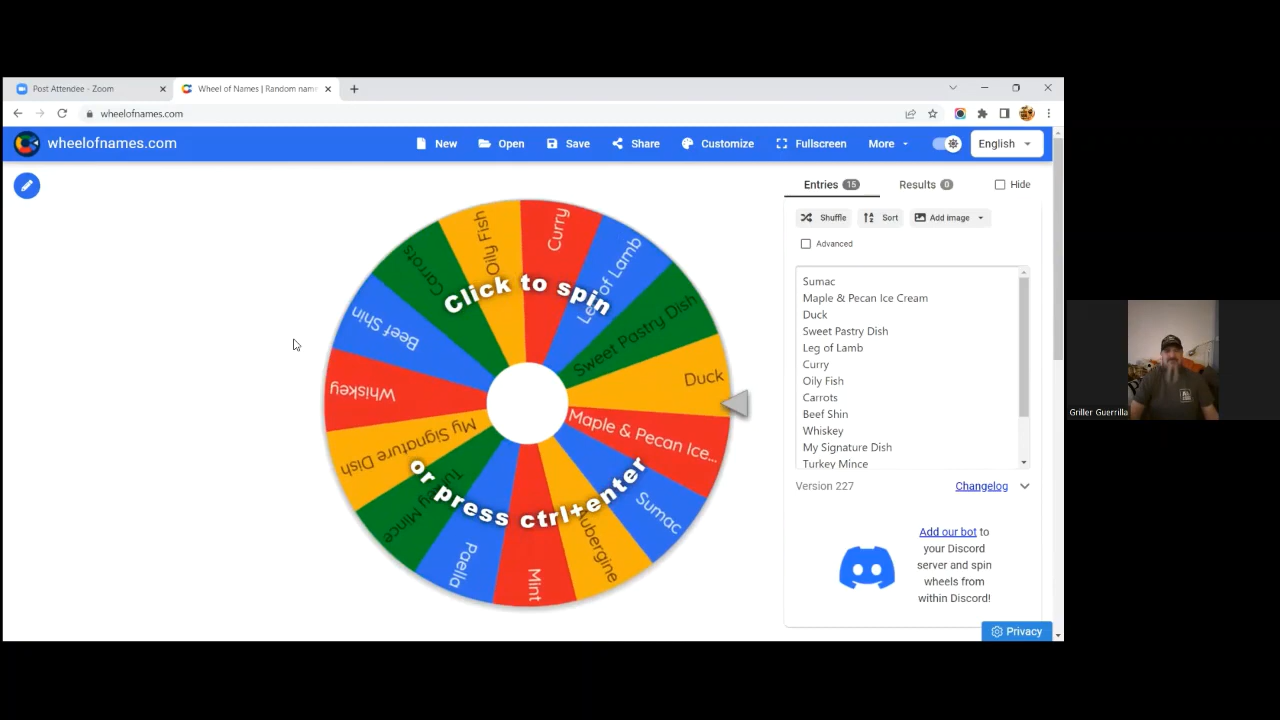 Post Attendee - Zoom
Wheel of Names | Random nam
wheelofnames.com
wheelofnames.com
New
Open
Save
Share
Customize
Fullscreen
More
English
Entries 15
Results 0
Hide
Shuffle
Sort
Add image
Advanced
Sumac
Maple & Pecan Ice Cream
Duck
Sweet Pastry Dish
Leg of Lamb
Curry
Oily Fish
Carrots
Beef Shin
Whiskey
My Signature Dish
Turkey Mince
Version 227
Changelog
Add our bot to
your Discord
server and spin
wheels from
within Discord!
Privacy
Click to spin
or press ctrl+enter
Curry
Leg of Lamb
Sweet Pastry Dish
Duck
Maple & Pecan Ice...
Sumac
Aubergine
Mint
Paella
Turkey Mince
My Signature Dish
Whiskey
Beef Shin
Carrots
Oily Fish
Griller Guerrilla